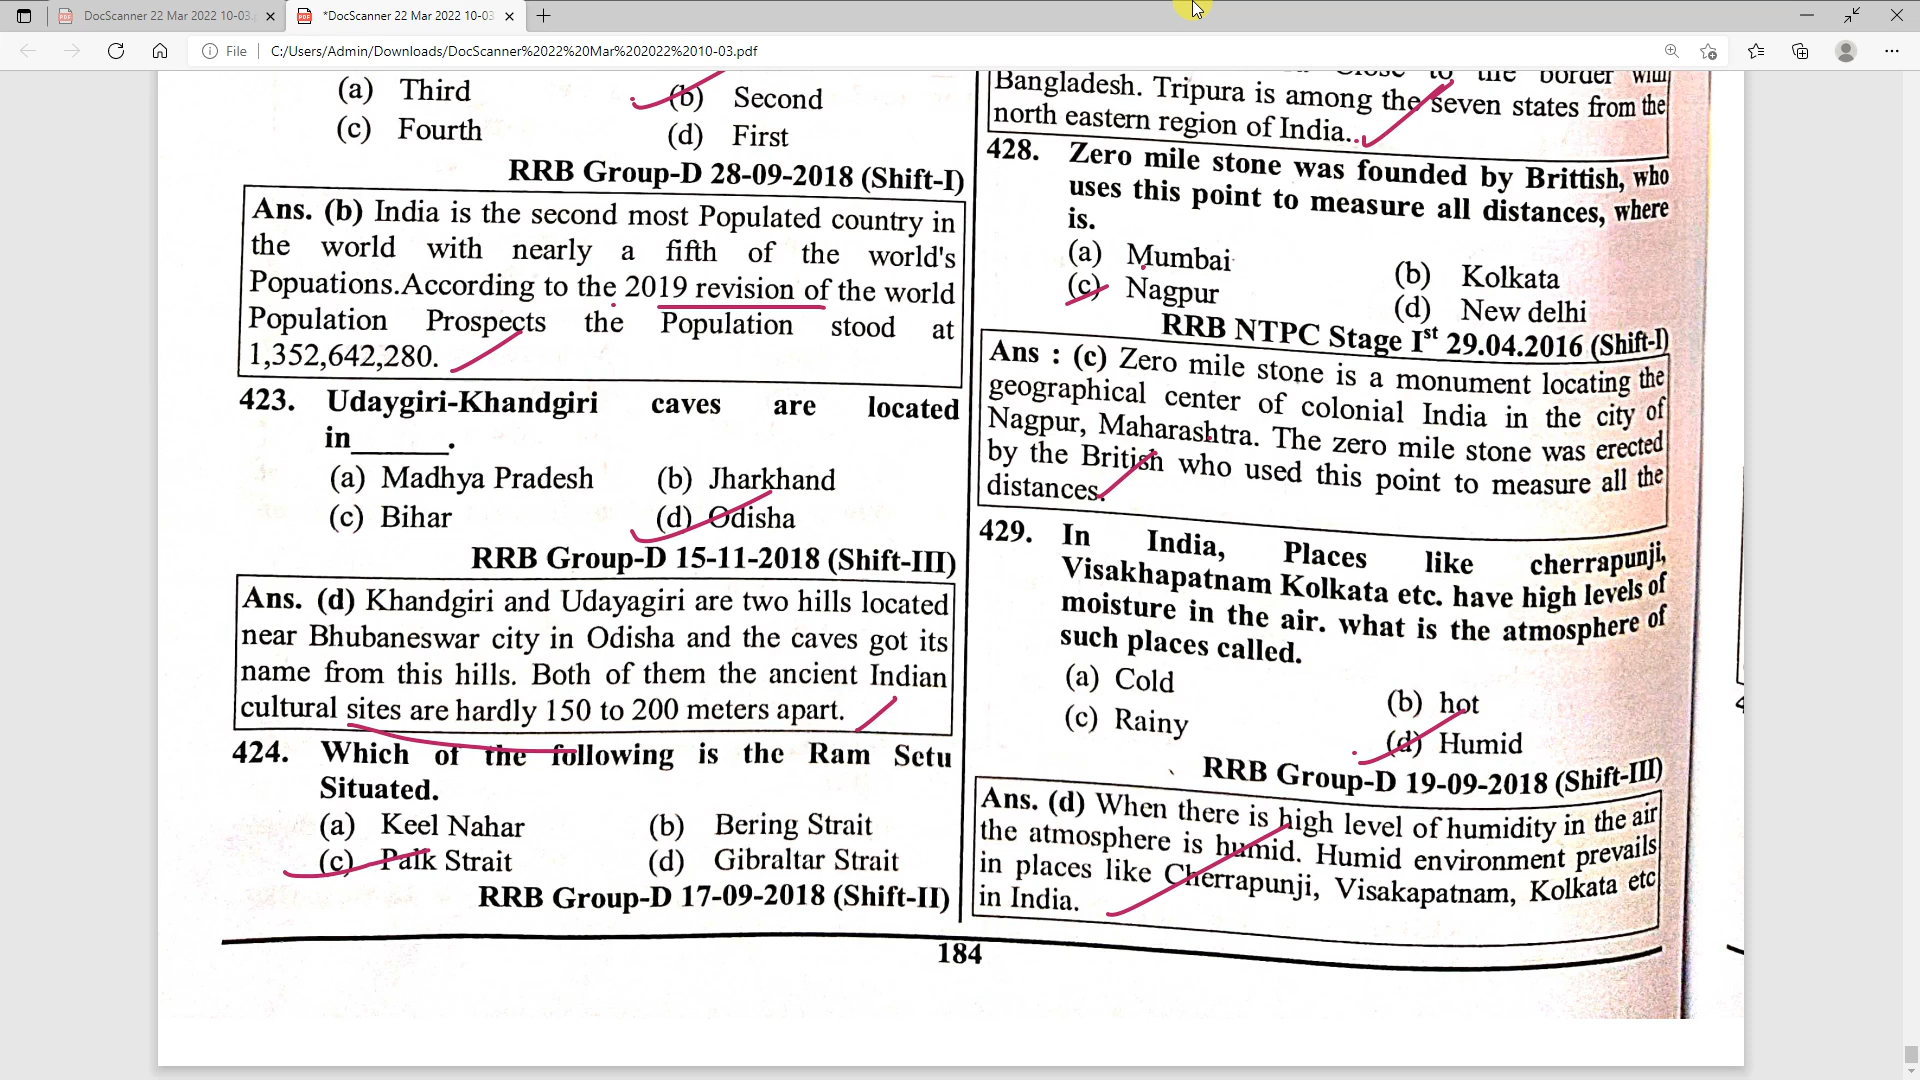 DocScanner 22 Mar 2022 10-03.
*DocScanner 22 Mar 2022 10-03
File
C:/Users/Admin/Downloads/DocScanner%2022%20Mar%202022%2010-03.pdf
(a) Third
(b) Second
(c) Fourth
(d) First
RRB Group-D 28-09-2018 (Shift-I)
Ans. (b) India is the second most Populated country in
the world with nearly a fifth of the world's
Popuations.According to the 2019 revision of the world
Population Prospects the Population stood at
1,352,642,280.
423. Udaygiri-Khandgiri caves are located
in_______.
(a) Madhya Pradesh
(b) Jharkhand
(c) Bihar
(d) Odisha
RRB Group-D 15-11-2018 (Shift-III)
Ans. (d) Khandgiri and Udayagiri are two hills located
near Bhubaneswar city in Odisha and the caves got its
name from this hills. Both of them the ancient Indian
cultural sites are hardly 150 to 200 meters apart.
424. Which of the following is the Ram Setu
Situated.
(a) Keel Nahar
(b) Bering Strait
(c) Palk Strait
(d) Gibraltar Strait
RRB Group-D 17-09-2018 (Shift-II)
to the border with
Bangladesh. Tripura is among the seven states from the
north eastern region of India..
428. Zero mile stone was founded by Brittish, who
uses this point to measure all distances, where
is.
(a) Mumbai
(b) Kolkata
(c) Nagpur
(d) New delhi
RRB NTPC Stage Ist 29.04.2016 (Shift-I)
Ans : (c) Zero mile stone is a monument locating the
geographical center of colonial India in the city of
Nagpur, Maharashtra. The zero mile stone was erected
by the British who used this point to measure all the
distances.
429. In India, Places like cherrapunji,
Visakhapatnam Kolkata etc. have high levels of
moisture in the air. what is the atmosphere of
such places called.
(a) Cold
(b) hot
(c) Rainy
(d) Humid
RRB Group-D 19-09-2018 (Shift-III)
Ans. (d) When there is high level of humidity in the air
the atmosphere is humid. Humid environment prevails
in places like Cherrapunji, Visakapatnam, Kolkata etc
in India.
184